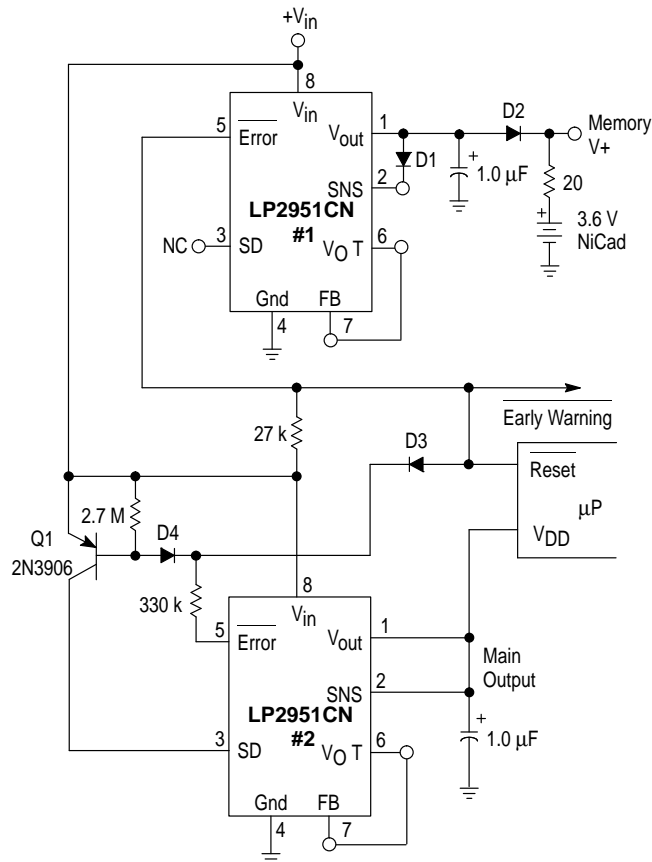 +Vin
8
Vin
5
Error
Vout
1
D2
Memory
V+
D1
1.0 µF
20
SNS
2
LP2951CN
#1
3.6 V
NiCad
NC
3
SD
VO T
6
Gnd
FB
4
7
27 k
Early Warning
D3
Reset
µP
VDD
2.7 M
D4
Q1
2N3906
330 k
8
Vin
5
Error
Vout
1
Main
Output
SNS
2
LP2951CN
#2
3
SD
VO T
6
1.0 µF
Gnd
FB
4
7